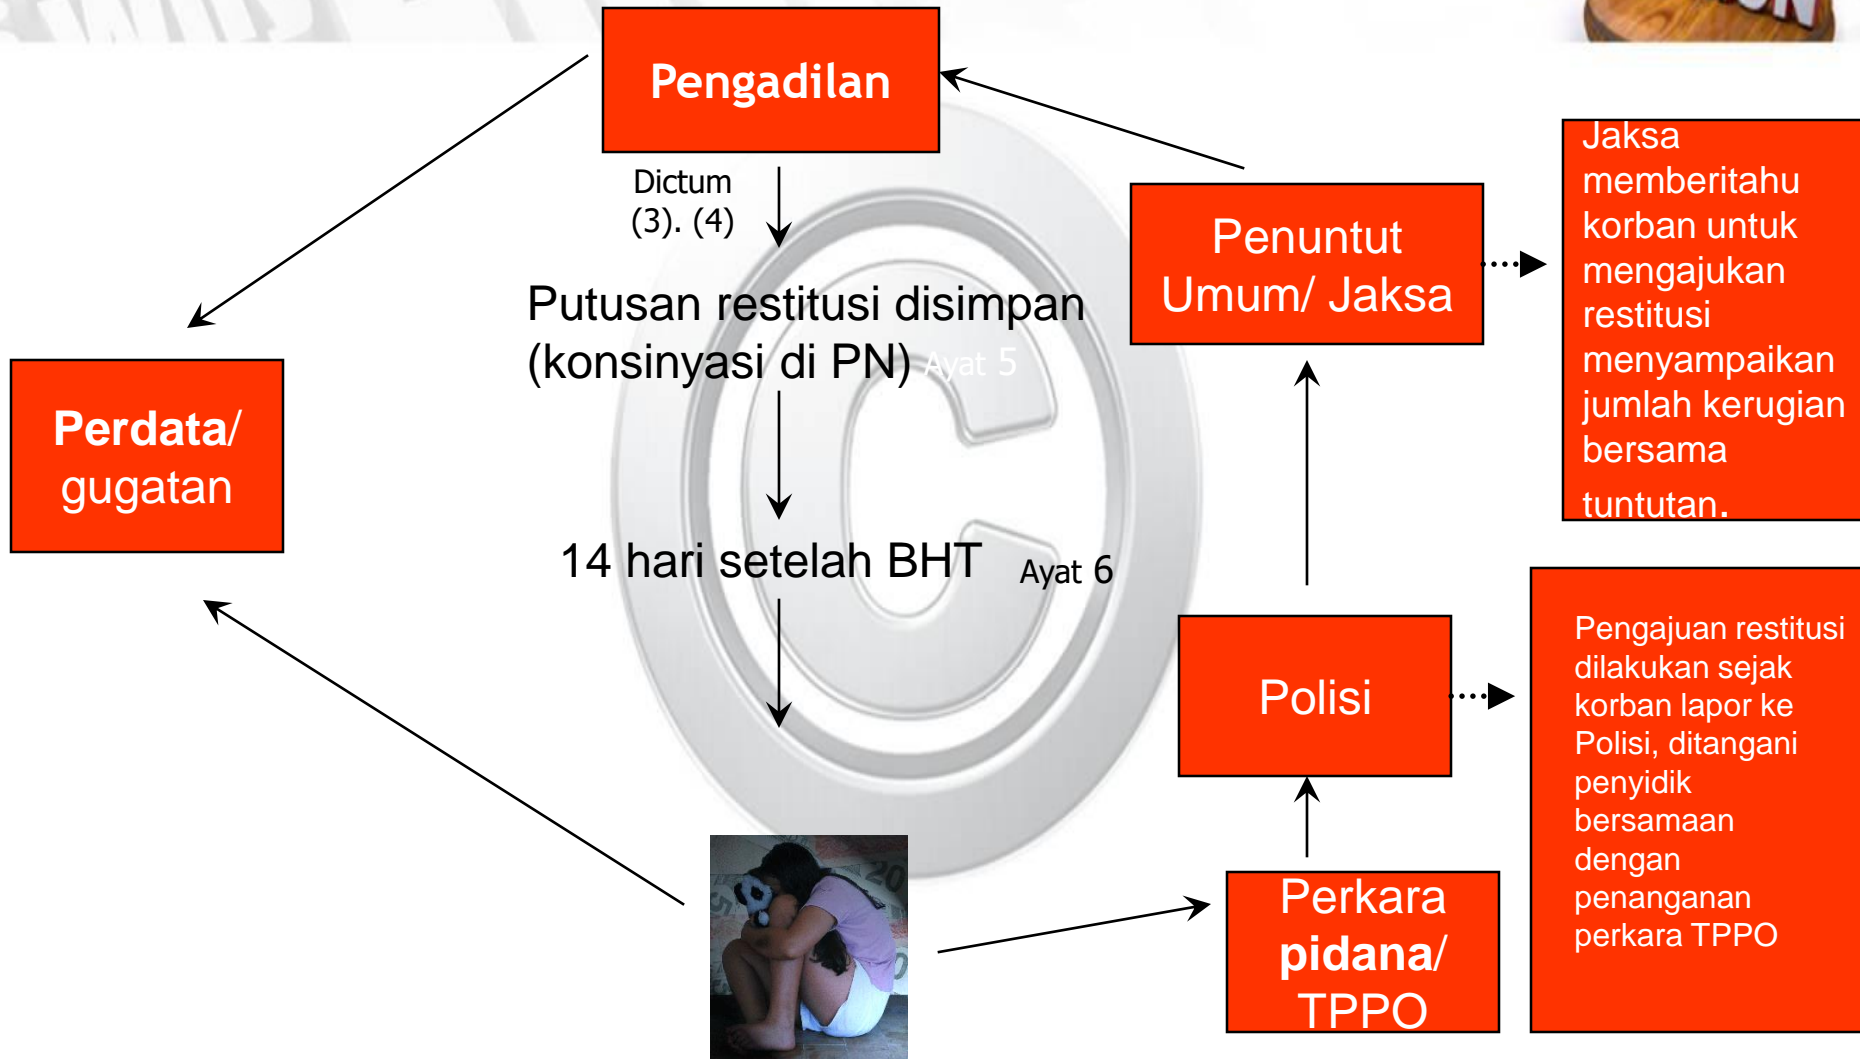 Pengadilan
Dictum
(3). (4)
Putusan restitusi disimpan
(konsinyasi di PN) Ayat 5
14 hari setelah BHT Ayat 6
Perdata/
gugatan
Penuntut
Umum/ Jaksa
Jaksa
memberitahu
korban untuk
mengajukan
restitusi
menyampaikan
jumlah kerugian
bersama
tuntutan.
Polisi
Pengajuan restitusi
dilakukan sejak
korban lapor ke
Polisi, ditangani
penyidik
bersamaan
dengan
penanganan
perkara TPPO
Perkara
pidana/
TPPO